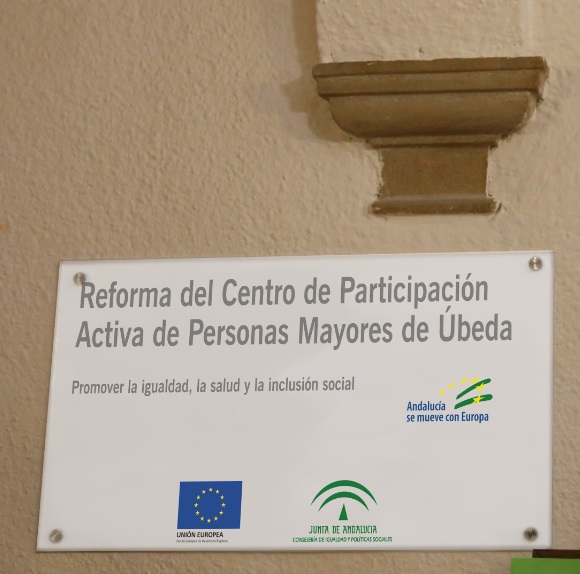 Reforma del Centro de Participación
Activa de Personas Mayores de Úbeda
Promover la igualdad, la salud y la inclusión social
Andalucía
se mueve con Europa
UNIÓN EUROPEA
JUNTA DE ANDALUCIA
CONSEJERÍA DE IGUALDAD Y POLÍTICAS SOCIALES